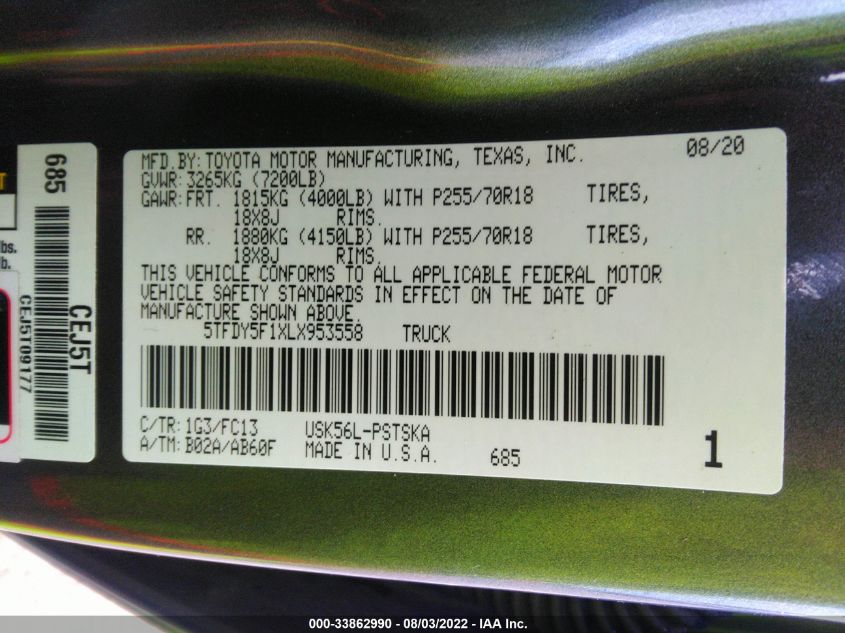 MFD.BY: TOYOTA MOTOR MANUFACTURING, TEXAS, INC. 08/20
GVWR: 3265KG (7200LB)
GAWR: FRT. 1815KG (4000LB) WITH P255/70R18 TIRES,
18X8J RIMS.
RR. 1880KG (4150LB) WITH P255/70R18 TIRES,
18X8J RIMS.
THIS VEHICLE CONFORMS TO ALL APPLICABLE FEDERAL MOTOR
VEHICLE SAFETY STANDARDS IN EFFECT ON THE DATE OF
MANUFACTURE SHOWN ABOVE.
5TFDY5F1XLX953558 TRUCK
C/TR: 1G3/FC13 USK56L-PSTSKA
A/TM: B02A/AB60F MADE IN U.S.A. 685 1
685
CEJ5T
CEJ5T09177
lbs.
lb.
000-33862990 - 08/03/2022 - IAA Inc.